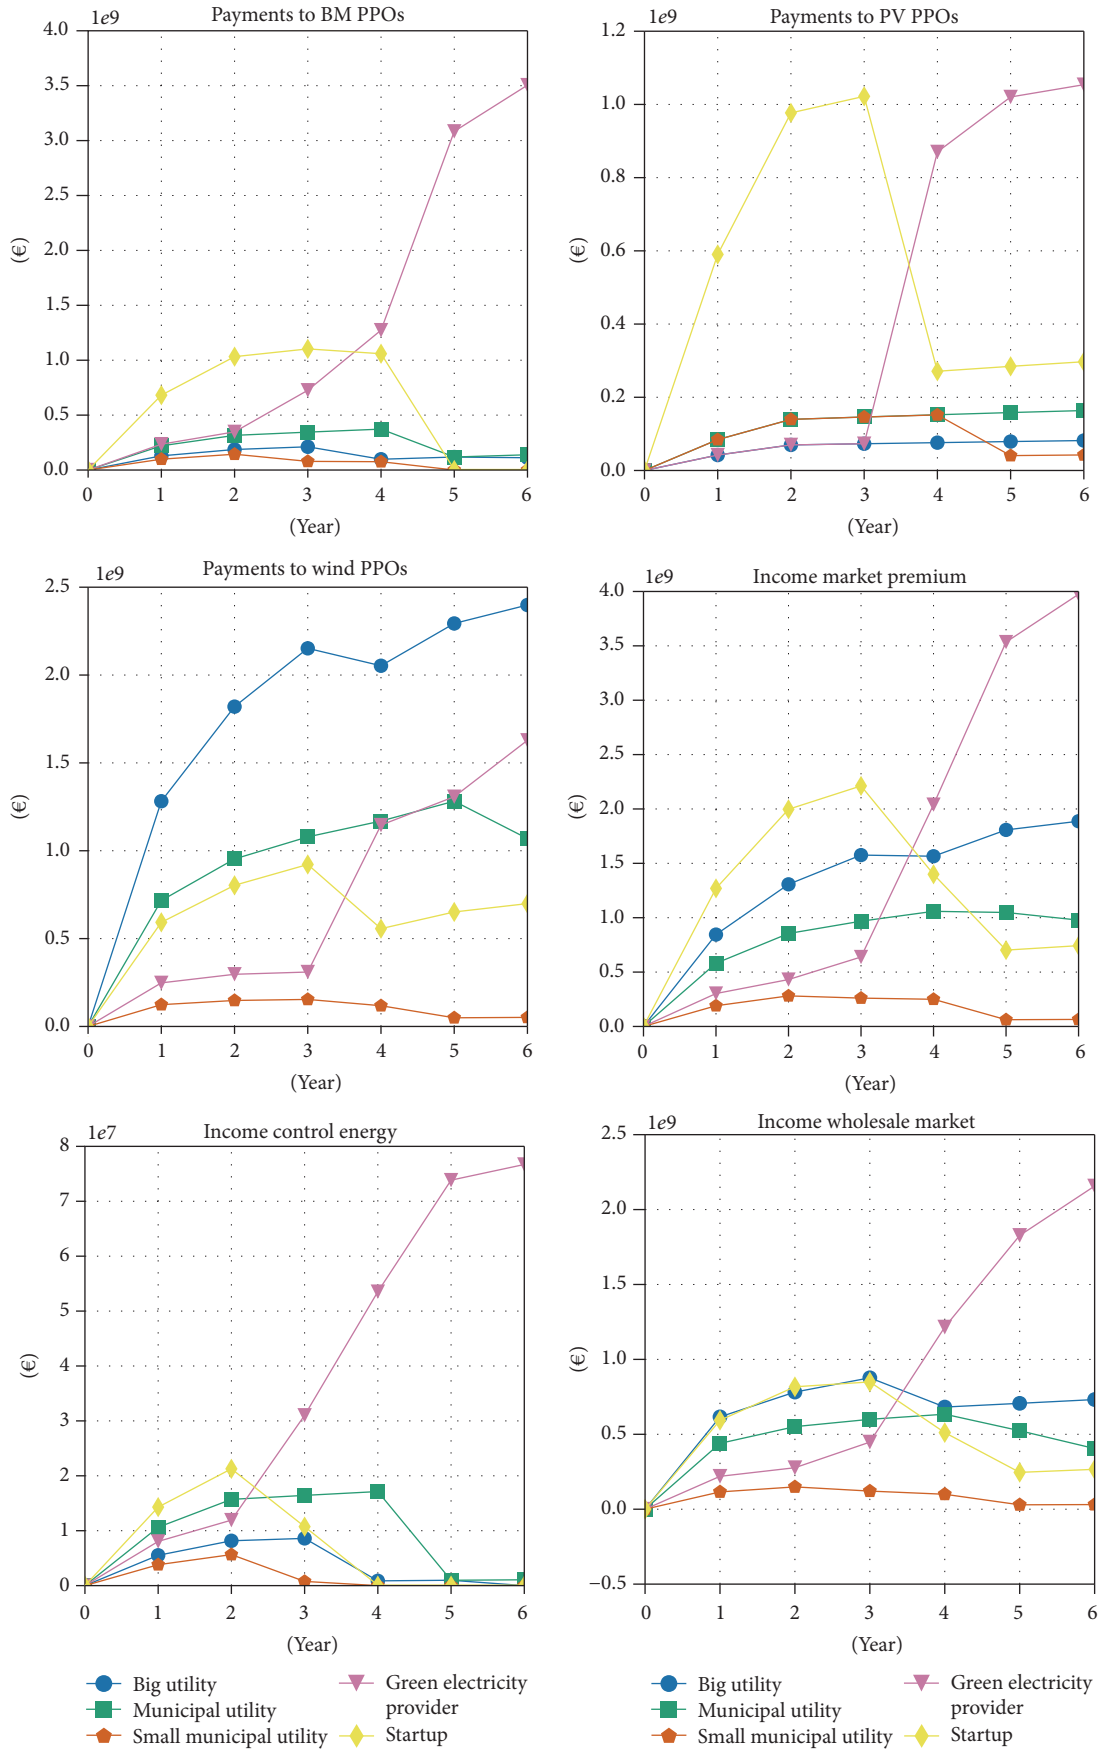 Payments to BM PPOs
1e9
4.0
3.5
3.0
2.5
2.0
1.5
1.0
0.5
0.0
(€)
0 1 2 3 4 5 6
(Year)
Payments to PV PPOs
1e9
1.2
1.0
0.8
0.6
0.4
0.2
0.0
(€)
0 1 2 3 4 5 6
(Year)
Payments to wind PPOs
1e9
2.5
2.0
1.5
1.0
0.5
0.0
(€)
0 1 2 3 4 5 6
(Year)
Income market premium
1e9
4.0
3.5
3.0
2.5
2.0
1.5
1.0
0.5
0.0
(€)
0 1 2 3 4 5 6
(Year)
Income control energy
1e7
8
7
6
5
4
3
2
1
0
(€)
0 1 2 3 4 5 6
(Year)
Income wholesale market
1e9
2.5
2.0
1.5
1.0
0.5
0.0
−0.5
(€)
0 1 2 3 4 5 6
(Year)
Big utility
Municipal utility
Small municipal utility
Green electricity
provider
Startup
Big utility
Municipal utility
Small municipal utility
Green electricity
provider
Startup